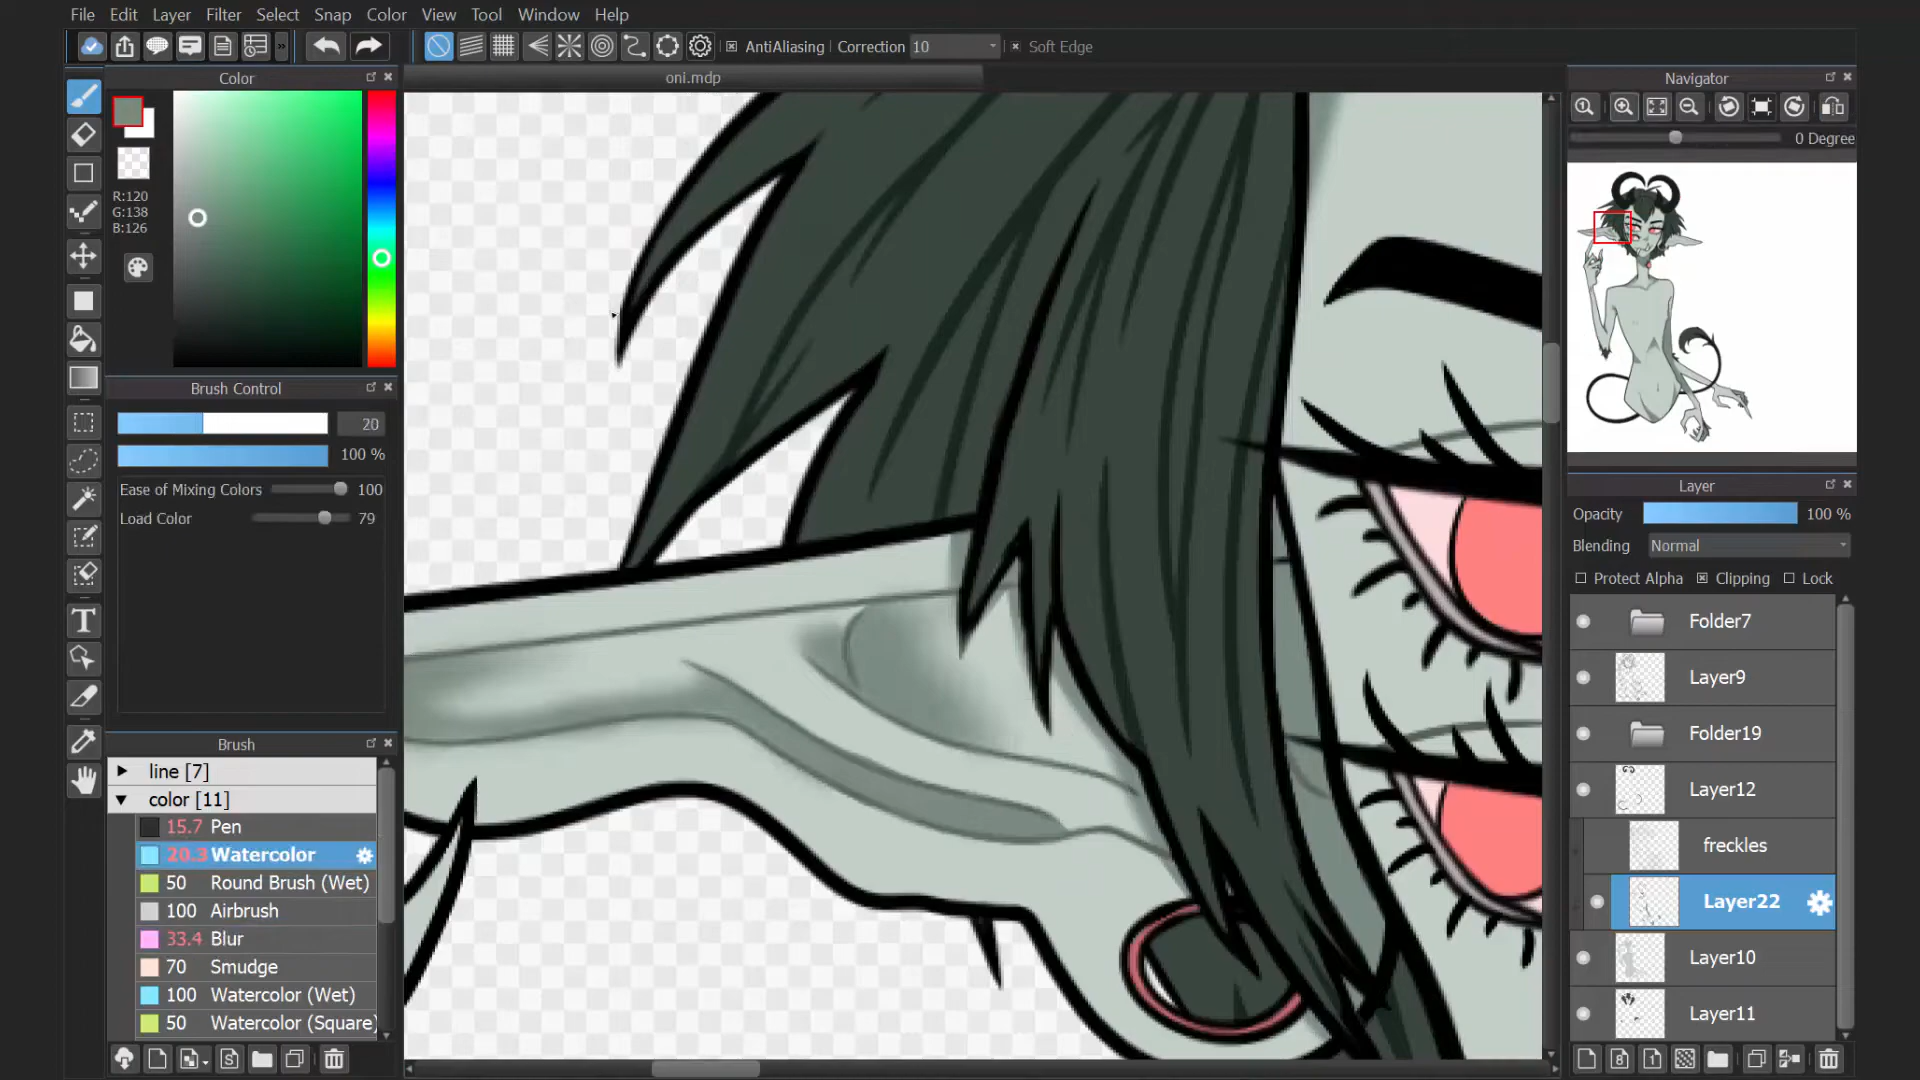 File Edit Layer Filter Select Snap Color View Tool Window Help
» AntiAliasing Correction 10 Soft Edge
Color
oni.mdp
Navigator
0 Degree
R:120
G:138
B:126
Brush Control
20
100 %
Ease of Mixing Colors 100
Load Color 79
Layer
Opacity 100 %
Blending Normal
Protect Alpha Clipping Lock
Folder7
Layer9
Folder19
Layer12
freckles
Layer22
Layer10
Layer11
Brush
line [7]
color [11]
15.7 Pen
20.3 Watercolor
50 Round Brush (Wet)
100 Airbrush
33.4 Blur
70 Smudge
100 Watercolor (Wet)
50 Watercolor (Square)